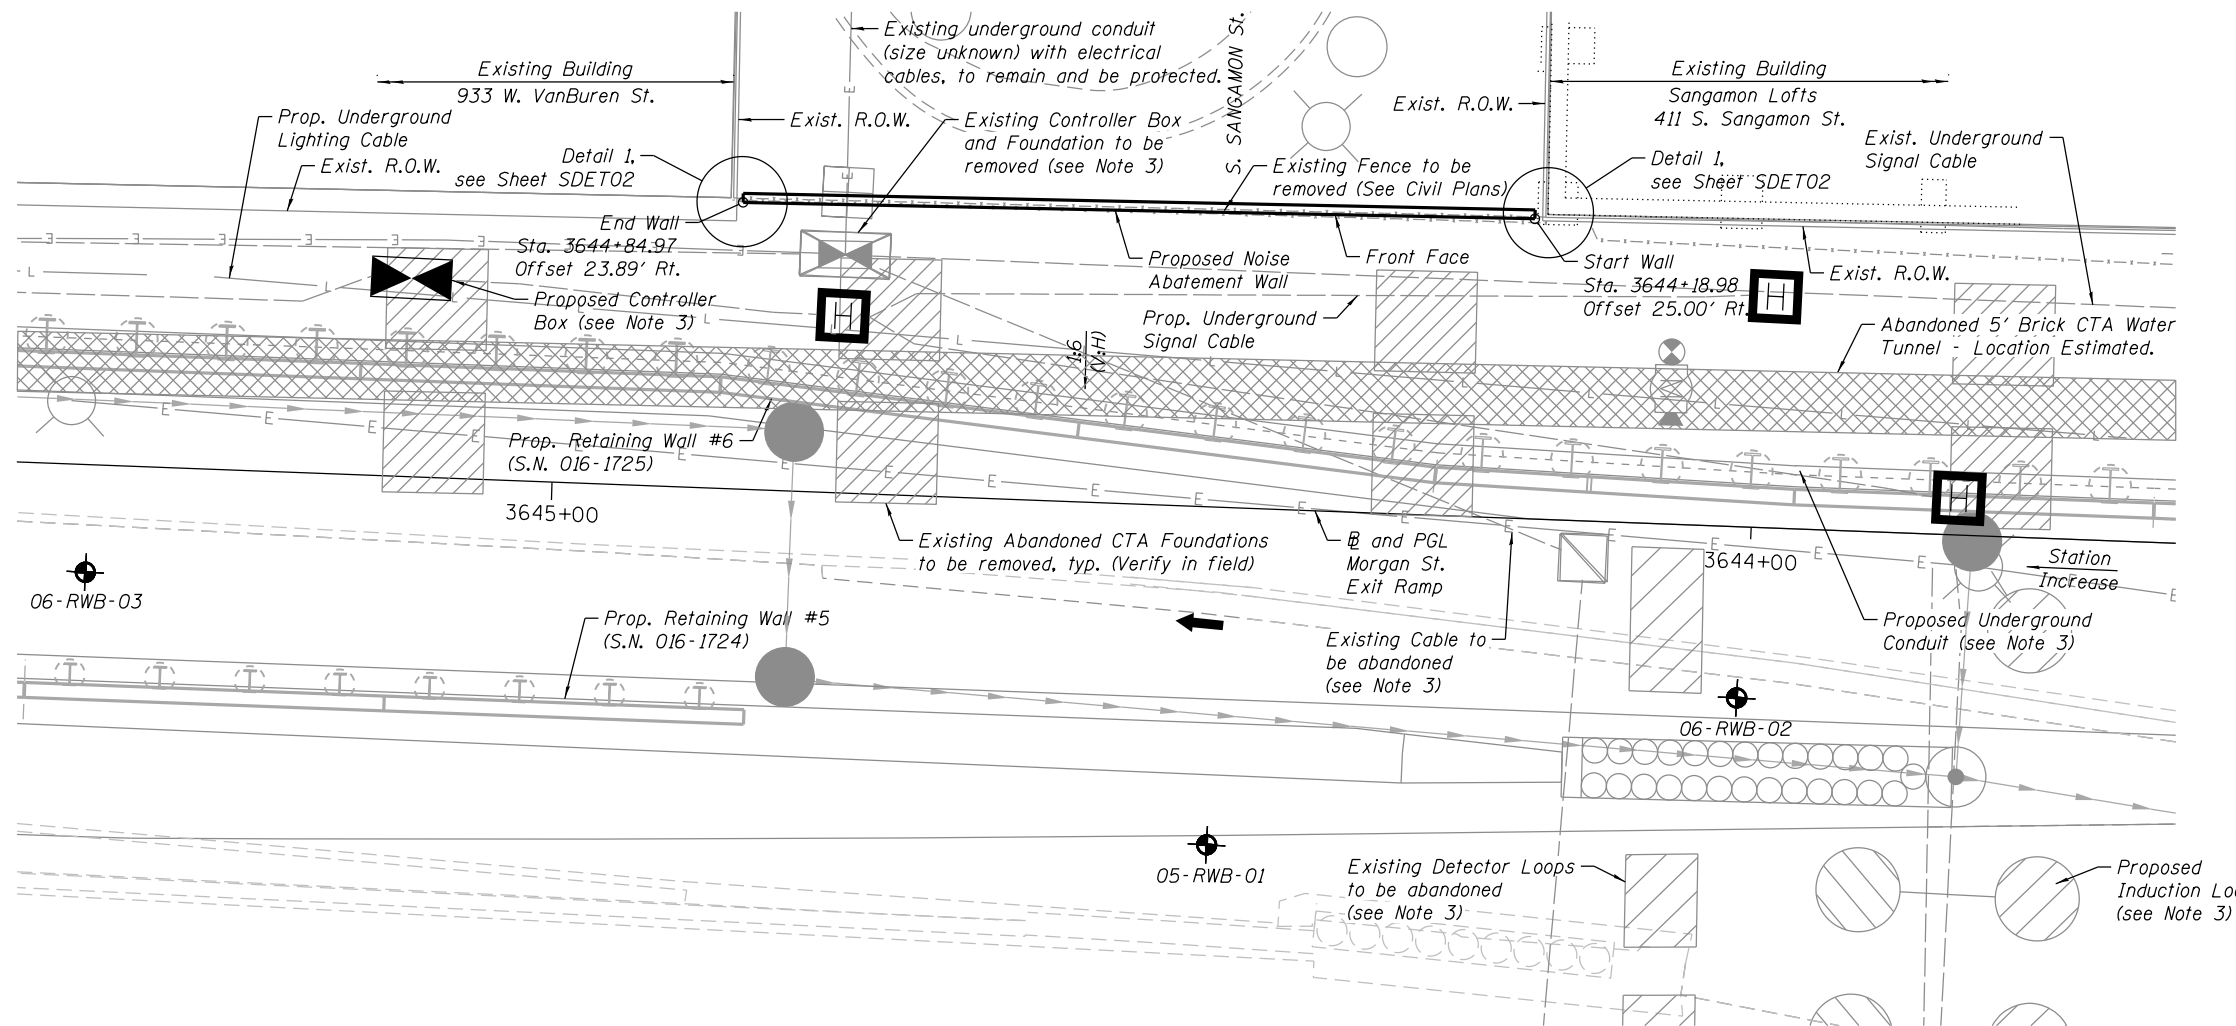 Existing underground conduit
(size unknown) with electrical
cables, to remain and be protected.
S. SANGAMON St.
Existing Building
933 W. VanBuren St.
Existing Building
Sangamon Lofts
411 S. Sangamon St.
Prop. Underground
Lighting Cable
Exist. R.O.W.
Exist. R.O.W.
Existing Controller Box
and Foundation to be
removed (see Note 3)
Exist. R.O.W.
Exist. Underground
Signal Cable
Detail 1,
see Sheet SDET02
Existing Fence to be
removed (See Civil Plans)
Detail 1,
see Sheet SDET02
End Wall
Sta. 3644+84.97
Offset 23.89' Rt.
Proposed Noise
Abatement Wall
Front Face
Start Wall
Sta. 3644+18.98
Offset 25.00' Rt.
Exist. R.O.W.
Proposed Controller
Box (see Note 3)
H
H
Prop. Underground
Signal Cable
1:6
(V:H)
Abandoned 5' Brick CTA Water
Tunnel - Location Estimated.
Prop. Retaining Wall #6
(S.N. 016-1725)
H
3645+00
Existing Abandoned CTA Foundations
to be removed, typ. (Verify in field)
B and PGL
Morgan St.
Exit Ramp
3644+00
Station
Increase
06-RWB-03
Prop. Retaining Wall #5
(S.N. 016-1724)
Existing Cable to
be abandoned
(see Note 3)
Proposed Underground
Conduit (see Note 3)
06-RWB-02
05-RWB-01
Existing Detector Loops
to be abandoned
(see Note 3)
Proposed
Induction Loo
(see Note 3)